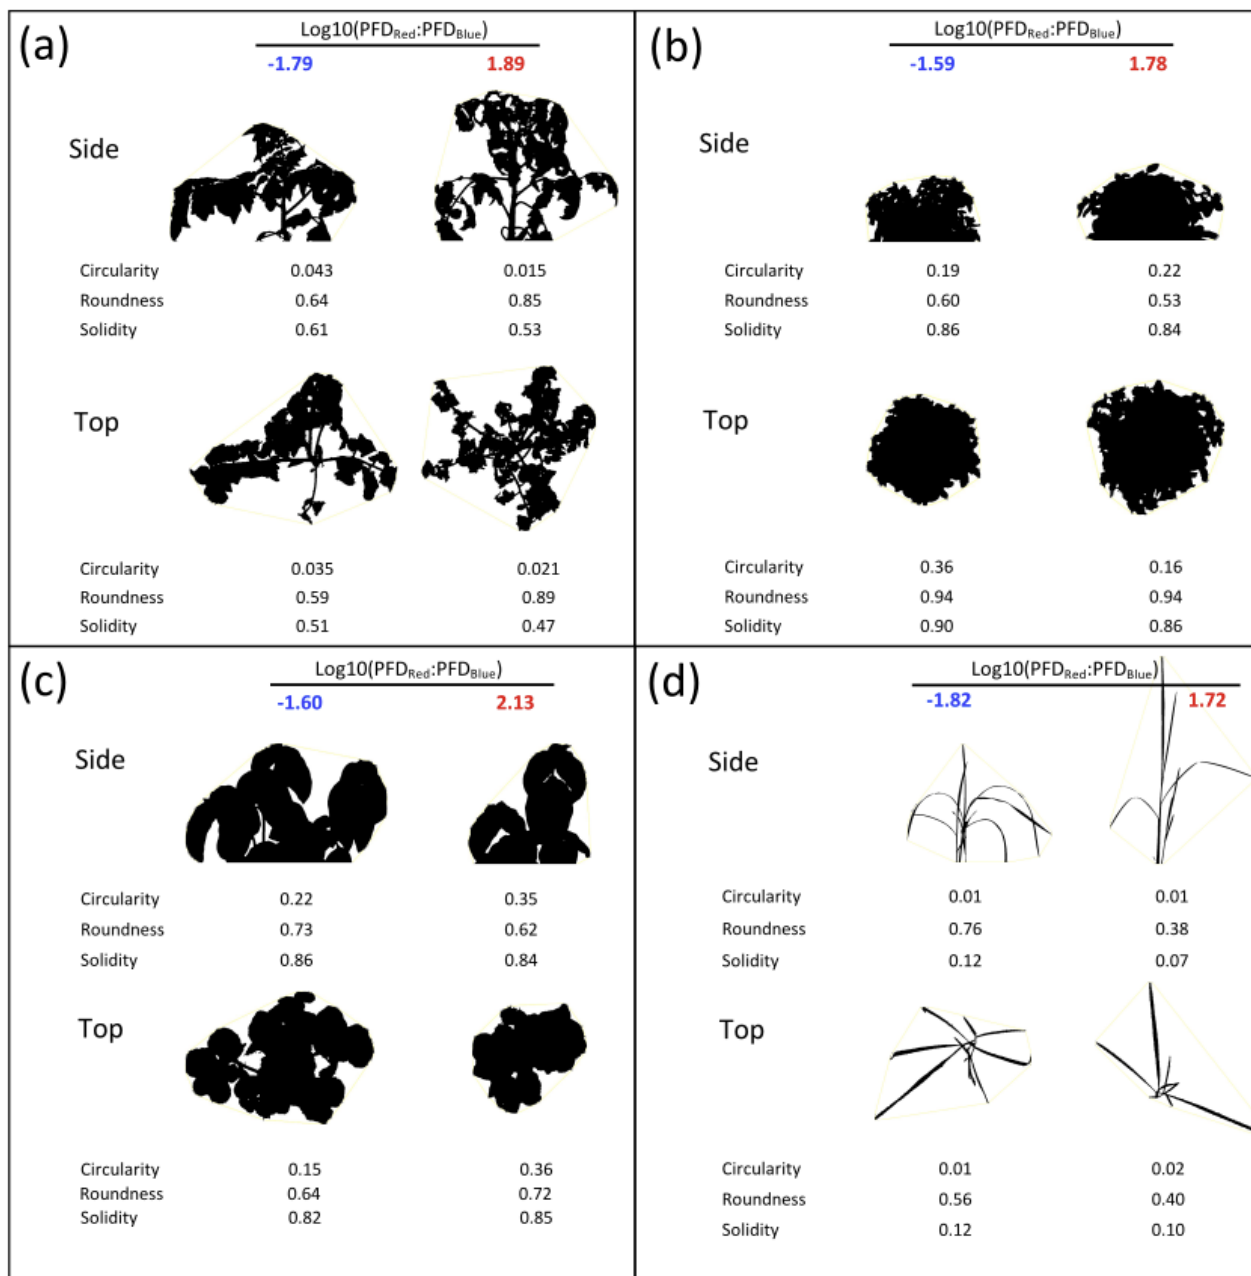 (a)
Log10(PFDRed:PFDBlue)
-1.79 1.89
Side
Circularity 0.043 0.015
Roundness 0.64 0.85
Solidity 0.61 0.53
Top
Circularity 0.035 0.021
Roundness 0.59 0.89
Solidity 0.51 0.47
(b)
Log10(PFDRed:PFDBlue)
-1.59 1.78
Side
Circularity 0.19 0.22
Roundness 0.60 0.53
Solidity 0.86 0.84
Top
Circularity 0.36 0.16
Roundness 0.94 0.94
Solidity 0.90 0.86
(c)
Log10(PFDRed:PFDBlue)
-1.60 2.13
Side
Circularity 0.22 0.35
Roundness 0.73 0.62
Solidity 0.86 0.84
Top
Circularity 0.15 0.36
Roundness 0.64 0.72
Solidity 0.82 0.85
(d)
Log10(PFDRed:PFDBlue)
-1.82 1.72
Side
Circularity 0.01 0.01
Roundness 0.76 0.38
Solidity 0.12 0.07
Top
Circularity 0.01 0.02
Roundness 0.56 0.40
Solidity 0.12 0.10